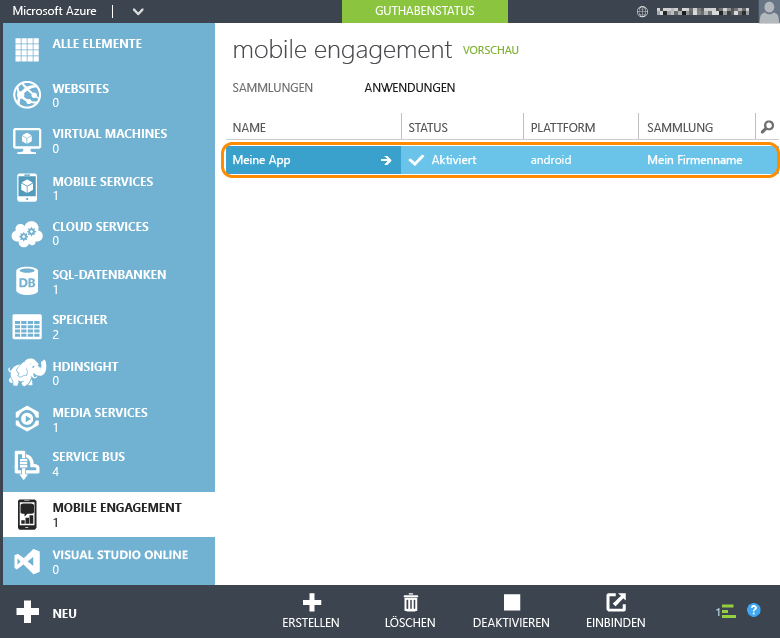 Microsoft Azure
GUTHABENSTATUS
ALLE ELEMENTE
WEBSITES
0
VIRTUAL MACHINES
0
MOBILE SERVICES
1
CLOUD SERVICES
0
DB
SQL-DATENBANKEN
1
SPEICHER
2
HDINSIGHT
0
MEDIA SERVICES
1
SERVICE BUS
4
MOBILE ENGAGEMENT
1
VISUAL STUDIO ONLINE
0
mobile engagement VORSCHAU
SAMMLUNGEN ANWENDUNGEN
NAME STATUS PLATTFORM SAMMLUNG
Meine App Aktiviert android Mein Firmenname
NEU ERSTELLEN LÖSCHEN DEAKTIVIEREN EINBINDEN 1 ?